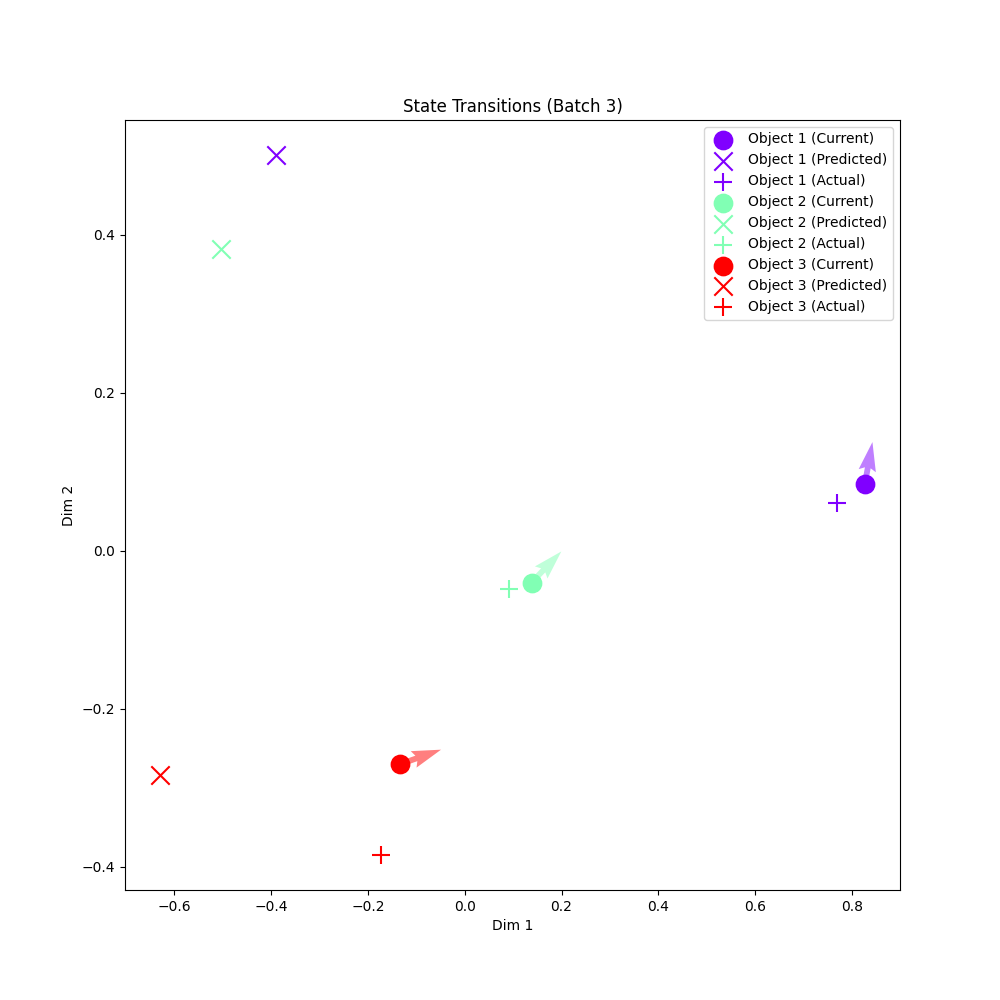 State Transitions (Batch 3)
Object 1 (Current)
Object 1 (Predicted)
Object 1 (Actual)
Object 2 (Current)
Object 2 (Predicted)
Object 2 (Actual)
Object 3 (Current)
Object 3 (Predicted)
Object 3 (Actual)
0.4
0.2
0.0
−0.2
−0.4
Dim 2
−0.6 −0.4 −0.2 0.0 0.2 0.4 0.6 0.8
Dim 1